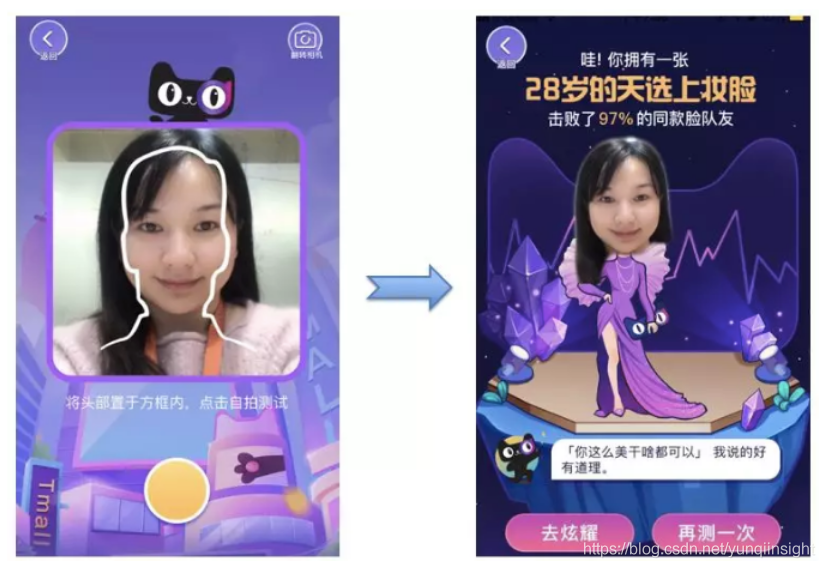 返回
翻转相机
将头部置于方框内，点击自拍测试
Tmall
MALL
返回
哇! 你拥有一张
28岁的天选上妆脸
击败了97%的同款脸队友
「你这么美干啥都可以」 我说的好
有道理。
去炫耀
再测一次
https://blog.csdn.net/yunqiinsight